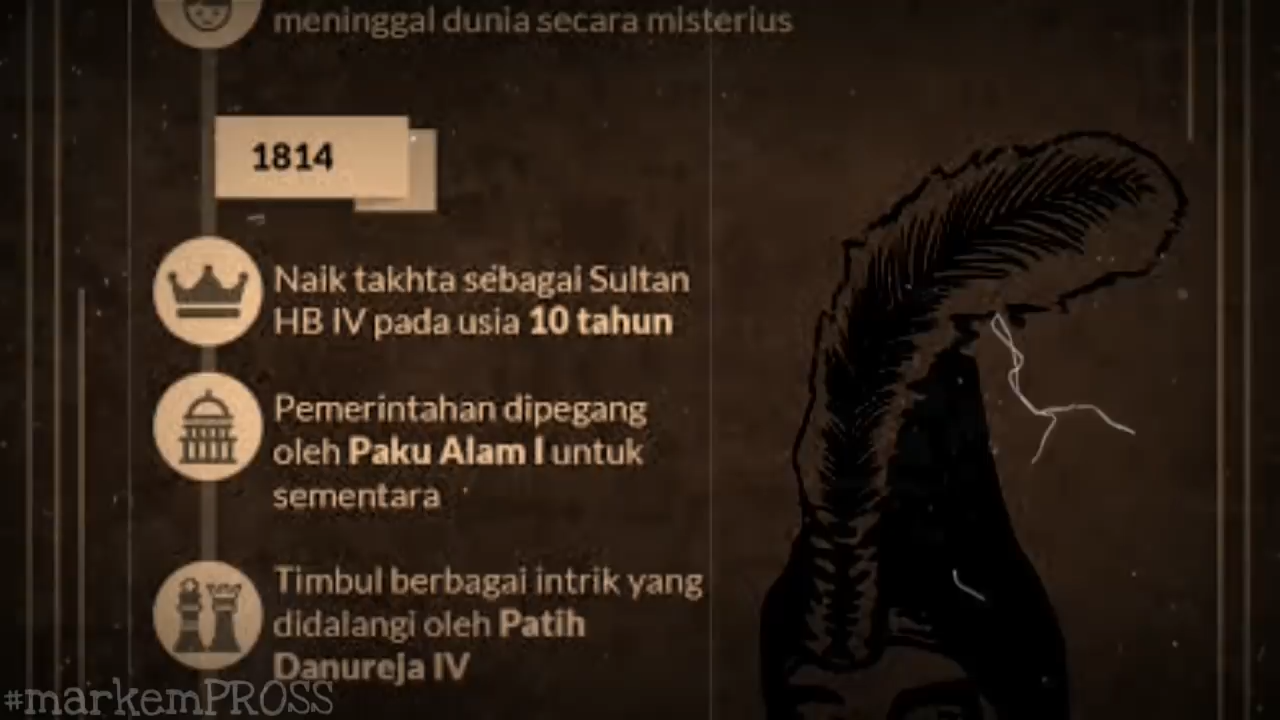 meninggal dunia secara misterius
1814
Naik takhta sebagai Sultan
HB IV pada usia 10 tahun
Pemerintahan dipegang
oleh Paku Alam I untuk
sementara
Timbul berbagai intrik yang
didalangi oleh Patih
Danureja IV
#markemPROSS